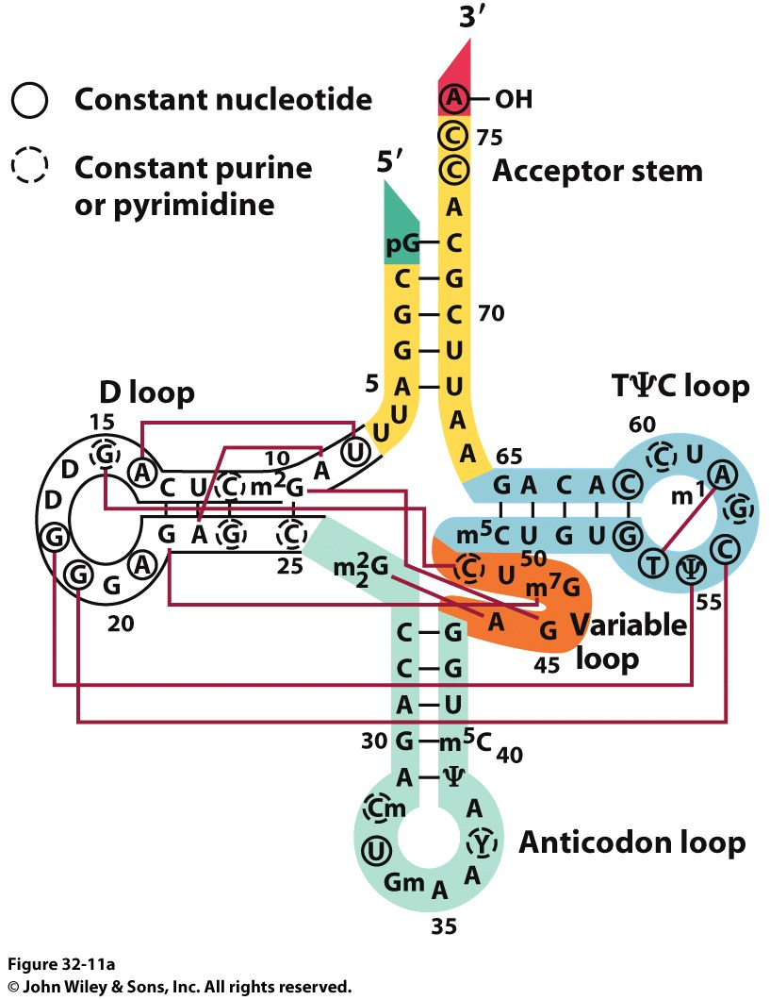 3′
Constant nucleotide
Constant purine
or pyrimidine
A OH
C 75
C Acceptor stem
5′
A
pG C
C G
G C 70
G U
5 A U
U A
U A
D loop
15
D G A C U C m²G 10 A U
D
G
G G A G A G C
20
25
TΨC loop
60
65
G A C A C C U A
m¹
G
m⁵C U G U G T Ψ C
55
C U 50 m⁷G
m²₂G
A G Variable
loop
45
C G
C G
A U
30 G m⁵C 40
A Ψ
Cm A
U Y
Gm A A
35
Anticodon loop
Figure 32-11a
© John Wiley & Sons, Inc. All rights reserved.